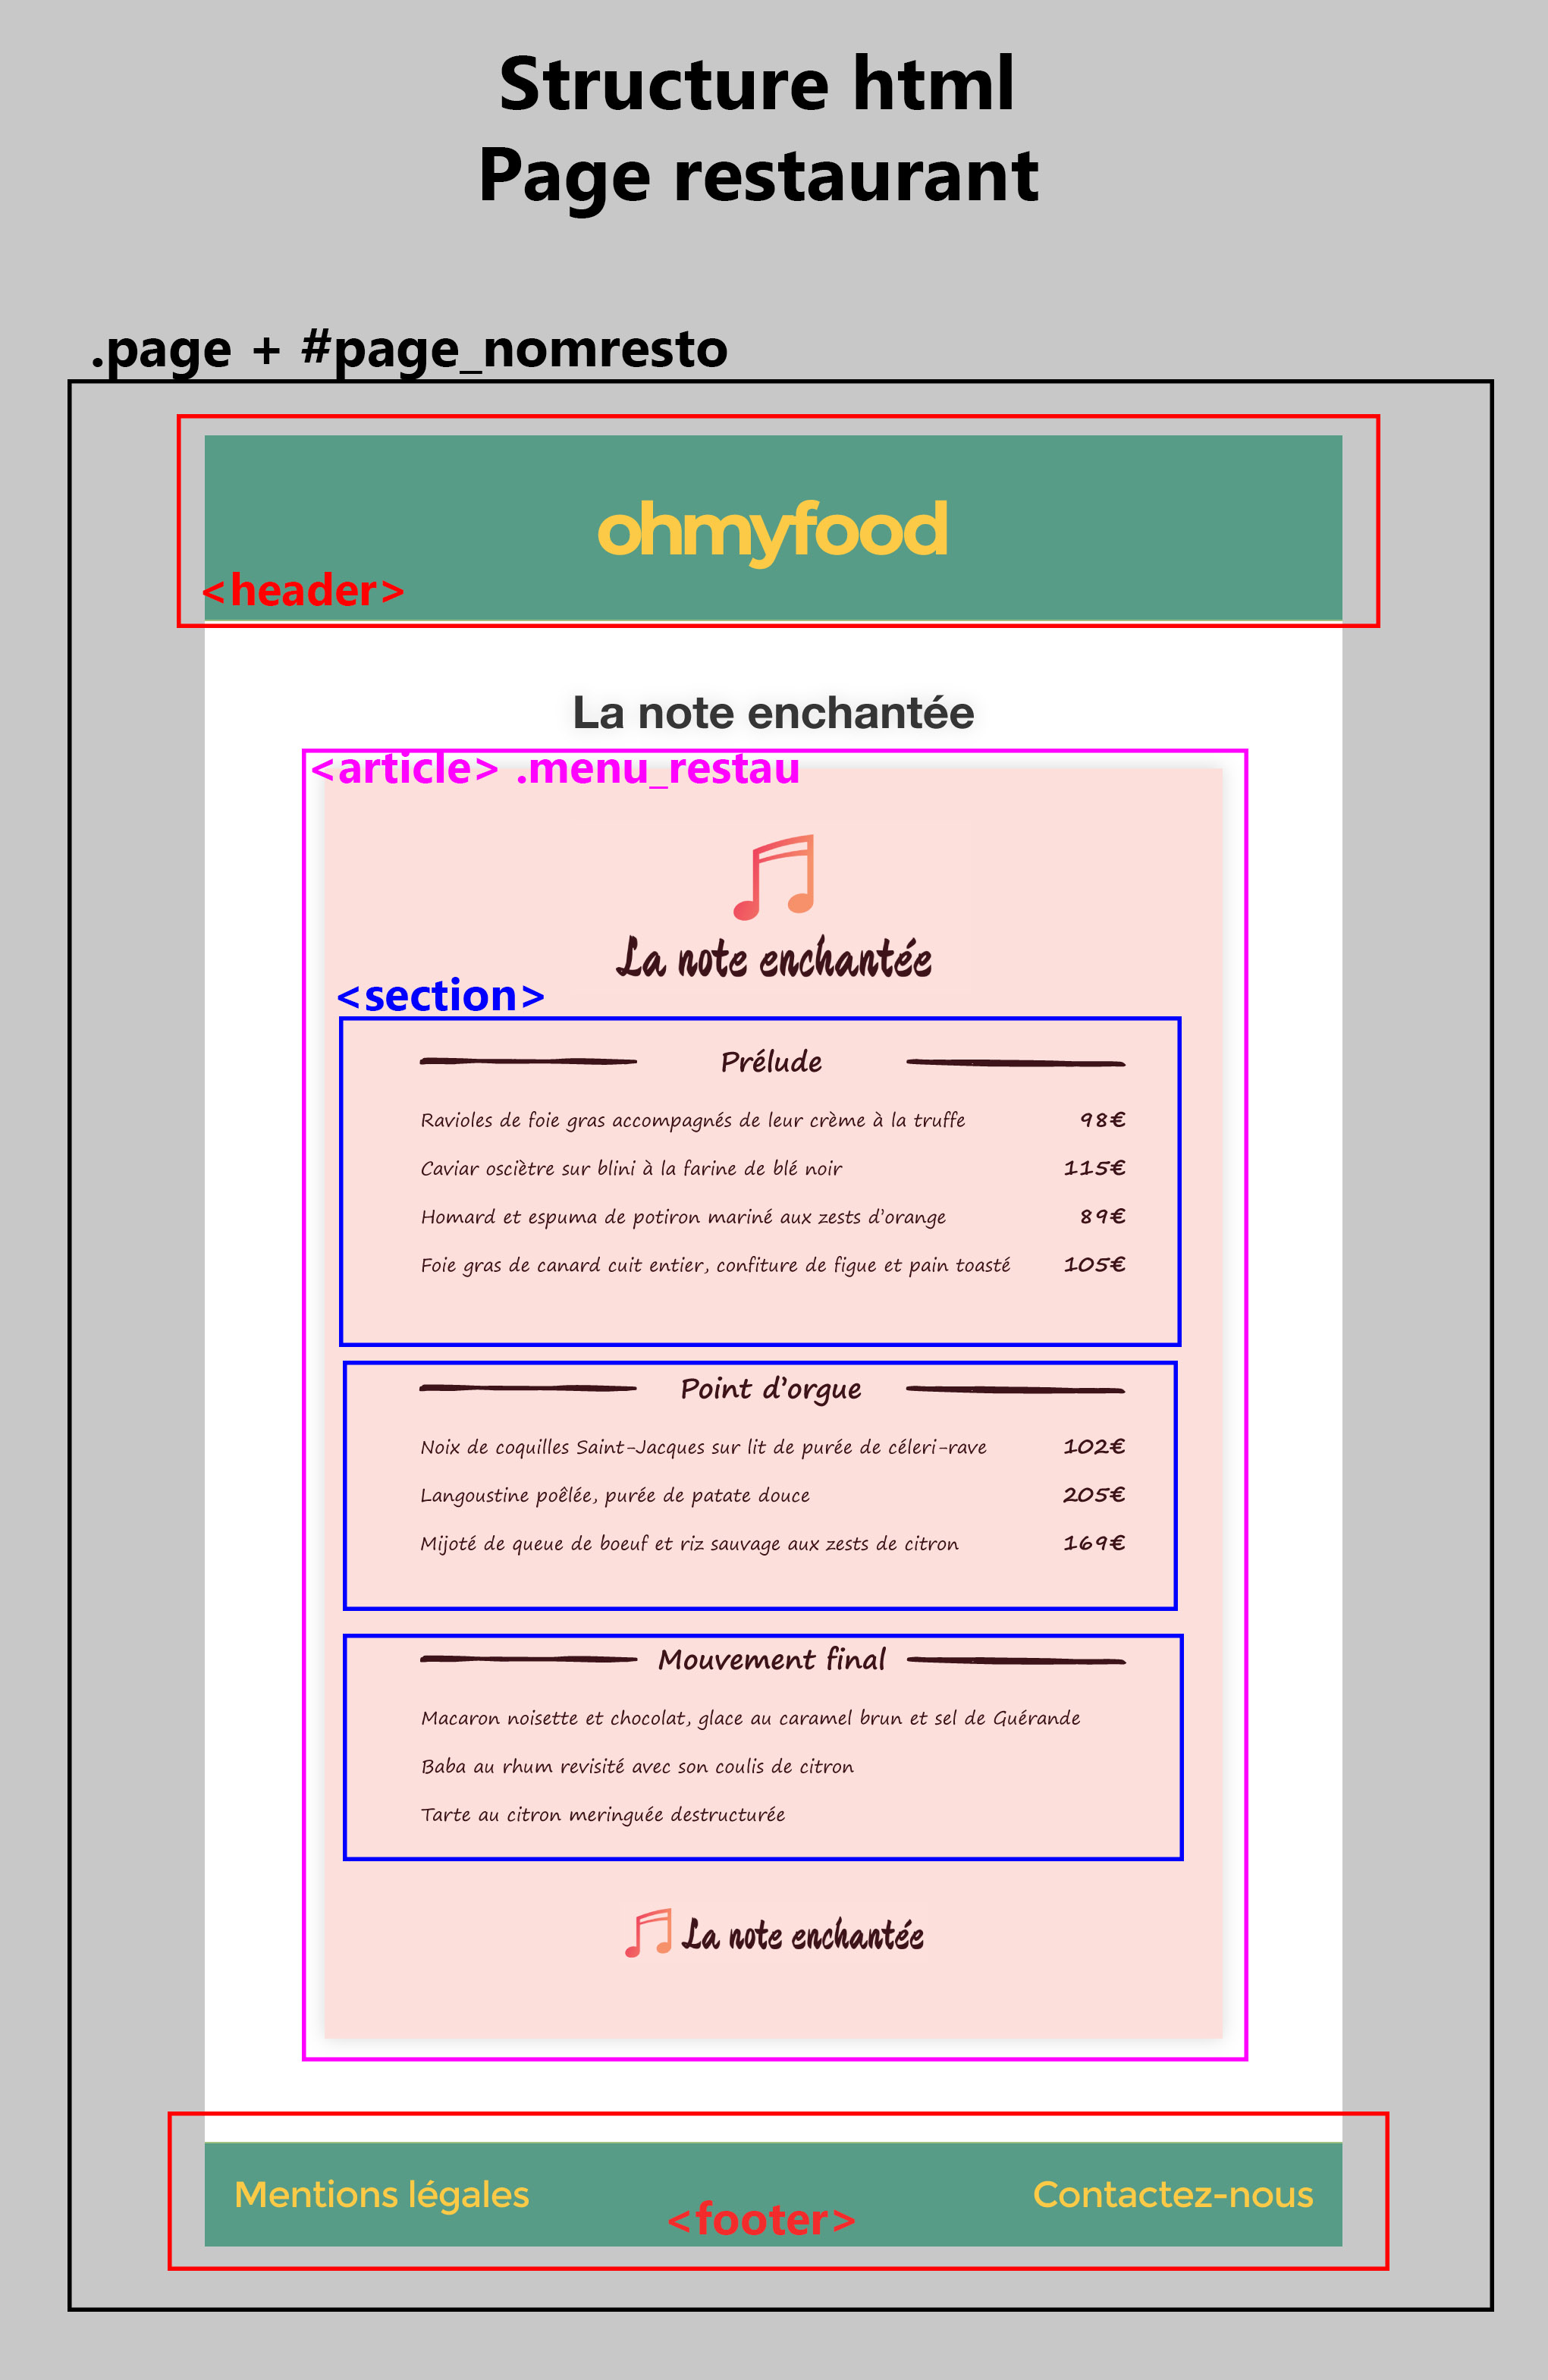 Structure html
Page restaurant
.page + #page_nomresto
ohmyfood
<header>
La note enchantée
<article> .menu_restau
La note enchantée
<section>
Prélude
Ravioles de foie gras accompagnés de leur crème à la truffe 98€
Caviar oscìètre sur blini à la farine de blé noir 115€
Homard et espuma de potiron mariné aux zests d’orange 89€
Foie gras de canard cuit entier, confiture de figue et pain toasté 105€
Point d’orgue
Noix de coquilles Saint-Jacques sur lit de purée de céleri-rave 102€
Langoustine poêlée, purée de patate douce 205€
Mijoté de queue de boeuf et riz sauvage aux zests de citron 169€
Mouvement final
Macaron noisette et chocolat, glace au caramel brun et sel de Guérande
Baba au rhum revisité avec son coulis de citron
Tarte au citron meringuée destructurée
La note enchantée
Mentions légales Contactez-nous
<footer>